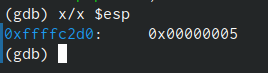 (gdb) x/x $esp
0xffffc2d0:     0x00000005
(gdb)